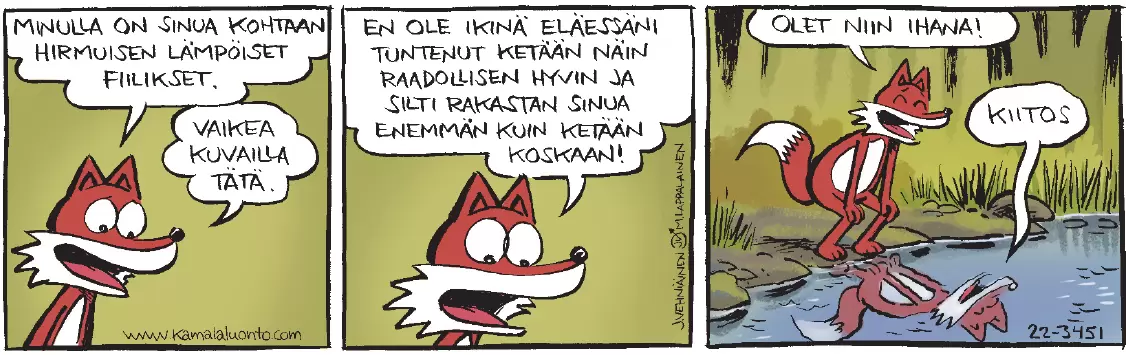 MINULLA ON SINUA KOHTAAN
HIRMUISEN LÄMPÖISET
FIILIKSET.
VAIKEA
KUVAILLA
TÄTÄ.
www.kamalaluonto.com
EN OLE IKINÄ ELÄESSÄNI
TUNTENUT KETÄÄN NÄIN
RAADOLLISEN HYVIN JA
SILTI RAKASTAN SINUA
ENEMMÄN KUIN KETÄÄN
KOSKAAN!
J.VEHNIÄINEN JV M.LAPPALAINEN
OLET NIIN IHANA!
KIITOS
22-3451